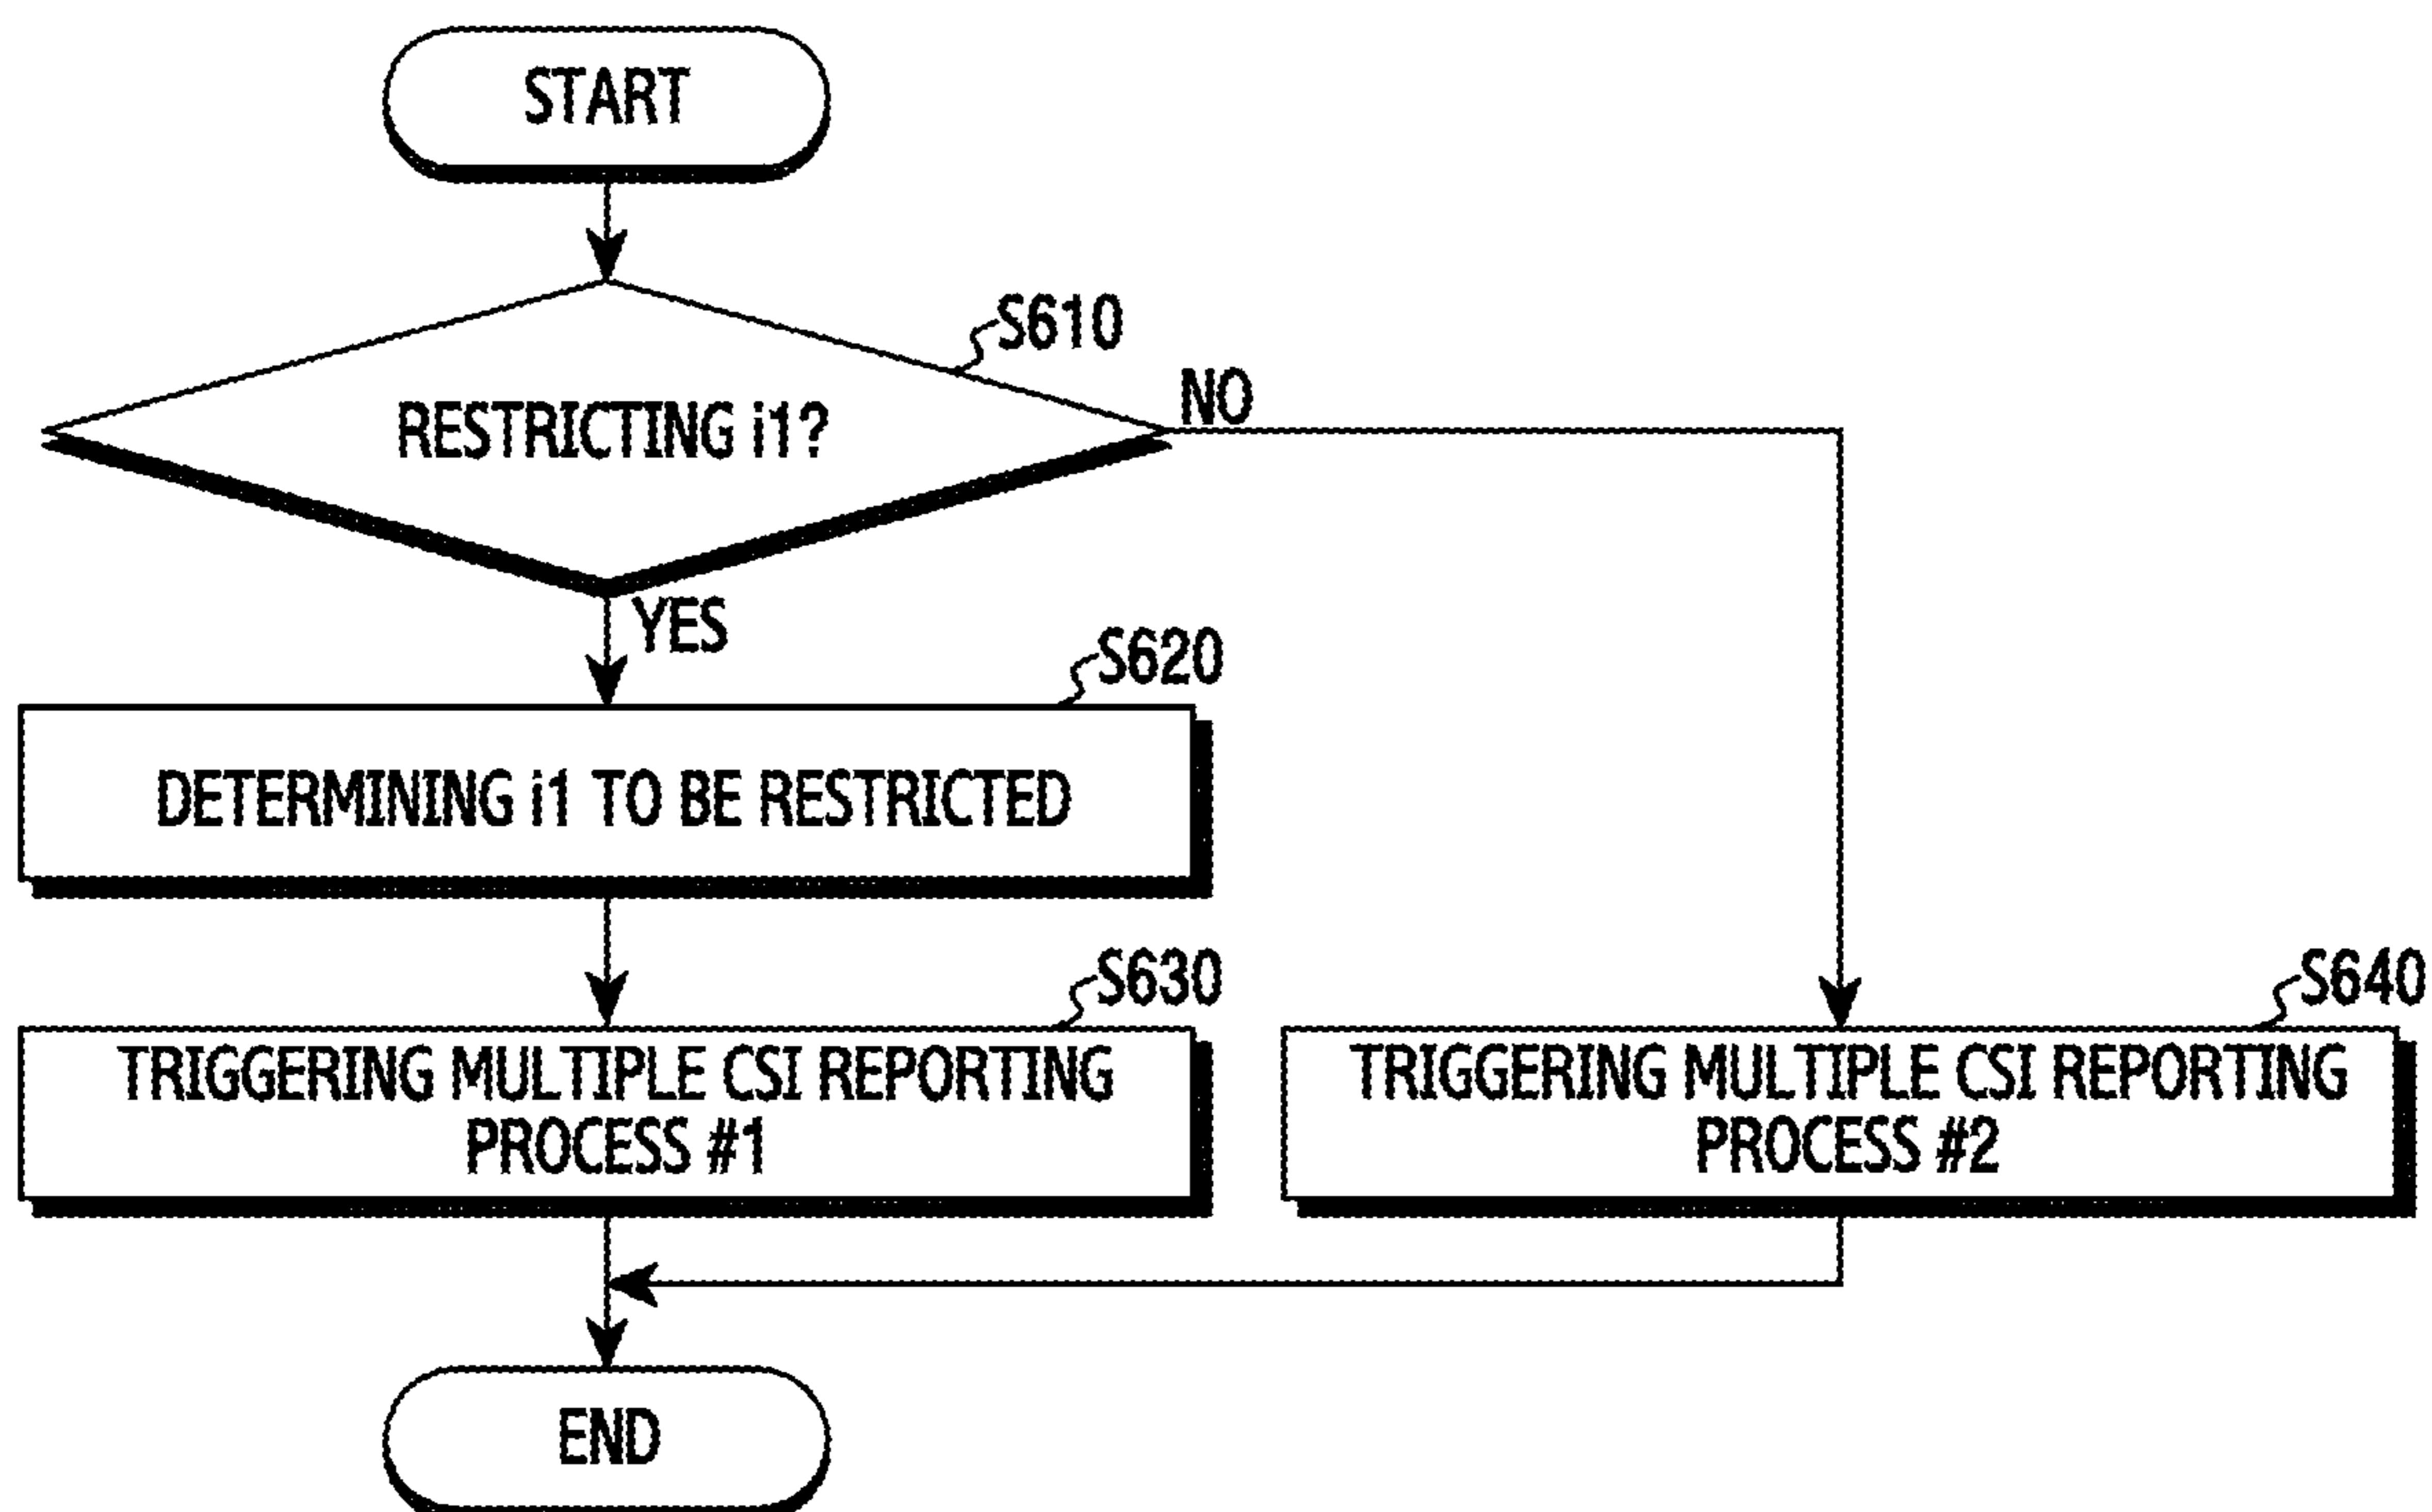 START
S610
RESTRICTING i1?
NO
YES
S620
DETERMINING i1 TO BE RESTRICTED
S630
TRIGGERING MULTIPLE CSI REPORTING
PROCESS #1
S640
TRIGGERING MULTIPLE CSI REPORTING
PROCESS #2
END